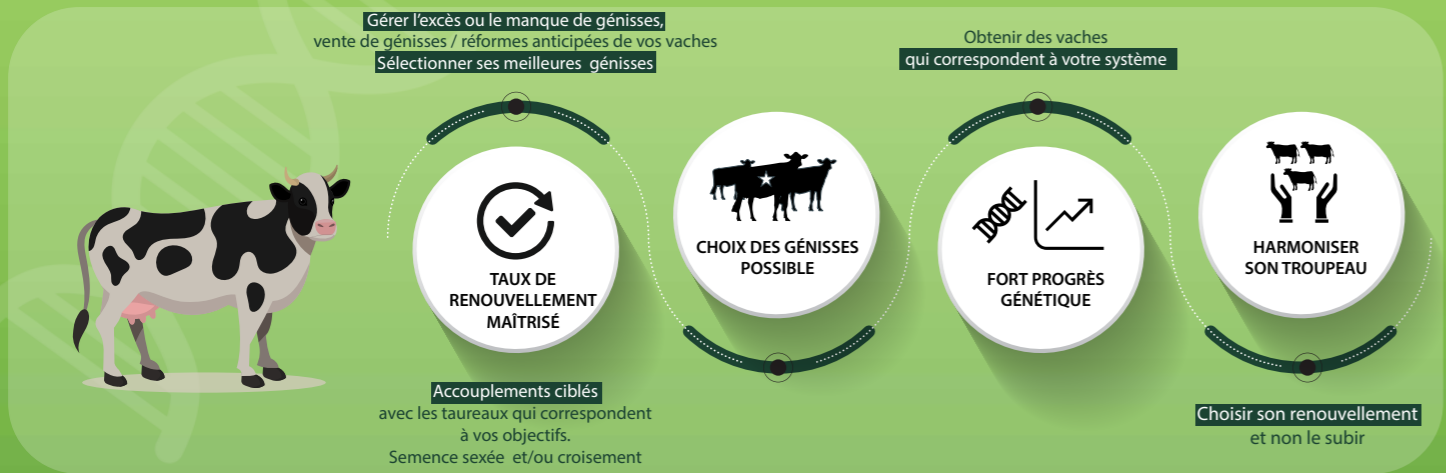 Gérer l'excès ou le manque de génisses,
vente de génisses / réformes anticipées de vos vaches
Sélectionner ses meilleures génisses
TAUX DE
RENOUVELLEMENT
MAÎTRISÉ
Accouplements ciblés
avec les taureaux qui correspondent
à vos objectifs.
Semence sexée et/ou croisement
CHOIX DES GÉNISSES
POSSIBLE
Obtenir des vaches
qui correspondent à votre système
FORT PROGRÈS
GÉNÉTIQUE
HARMONISER
SON TROUPEAU
Choisir son renouvellement
et non le subir